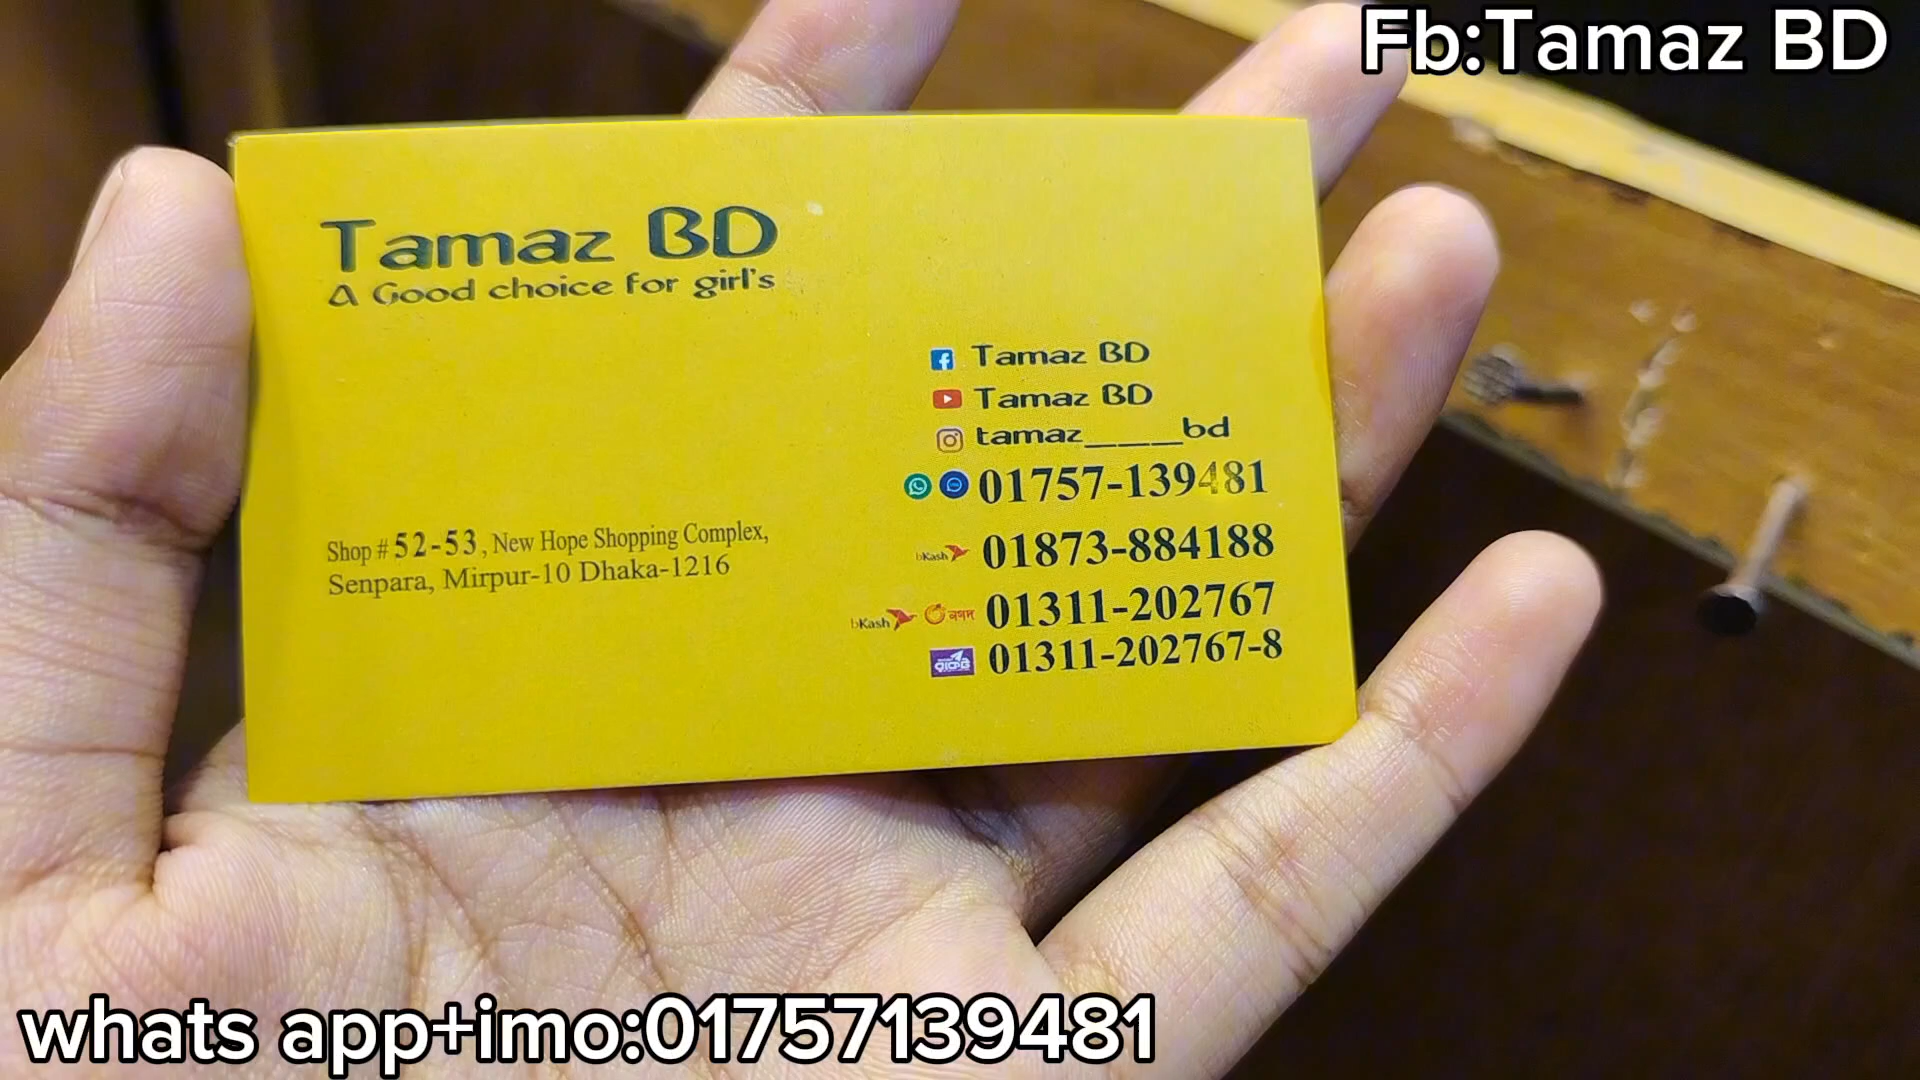 Fb:Tamaz BD
Tamaz BD
A Good choice for girl's
Tamaz BD
Tamaz BD
tamaz___bd
01757-139481
bKash 01873-884188
bKash নগদ 01311-202767
01311-202767-8
Shop # 52-53, New Hope Shopping Complex,
Senpara, Mirpur-10 Dhaka-1216
whats app+imo:01757139481